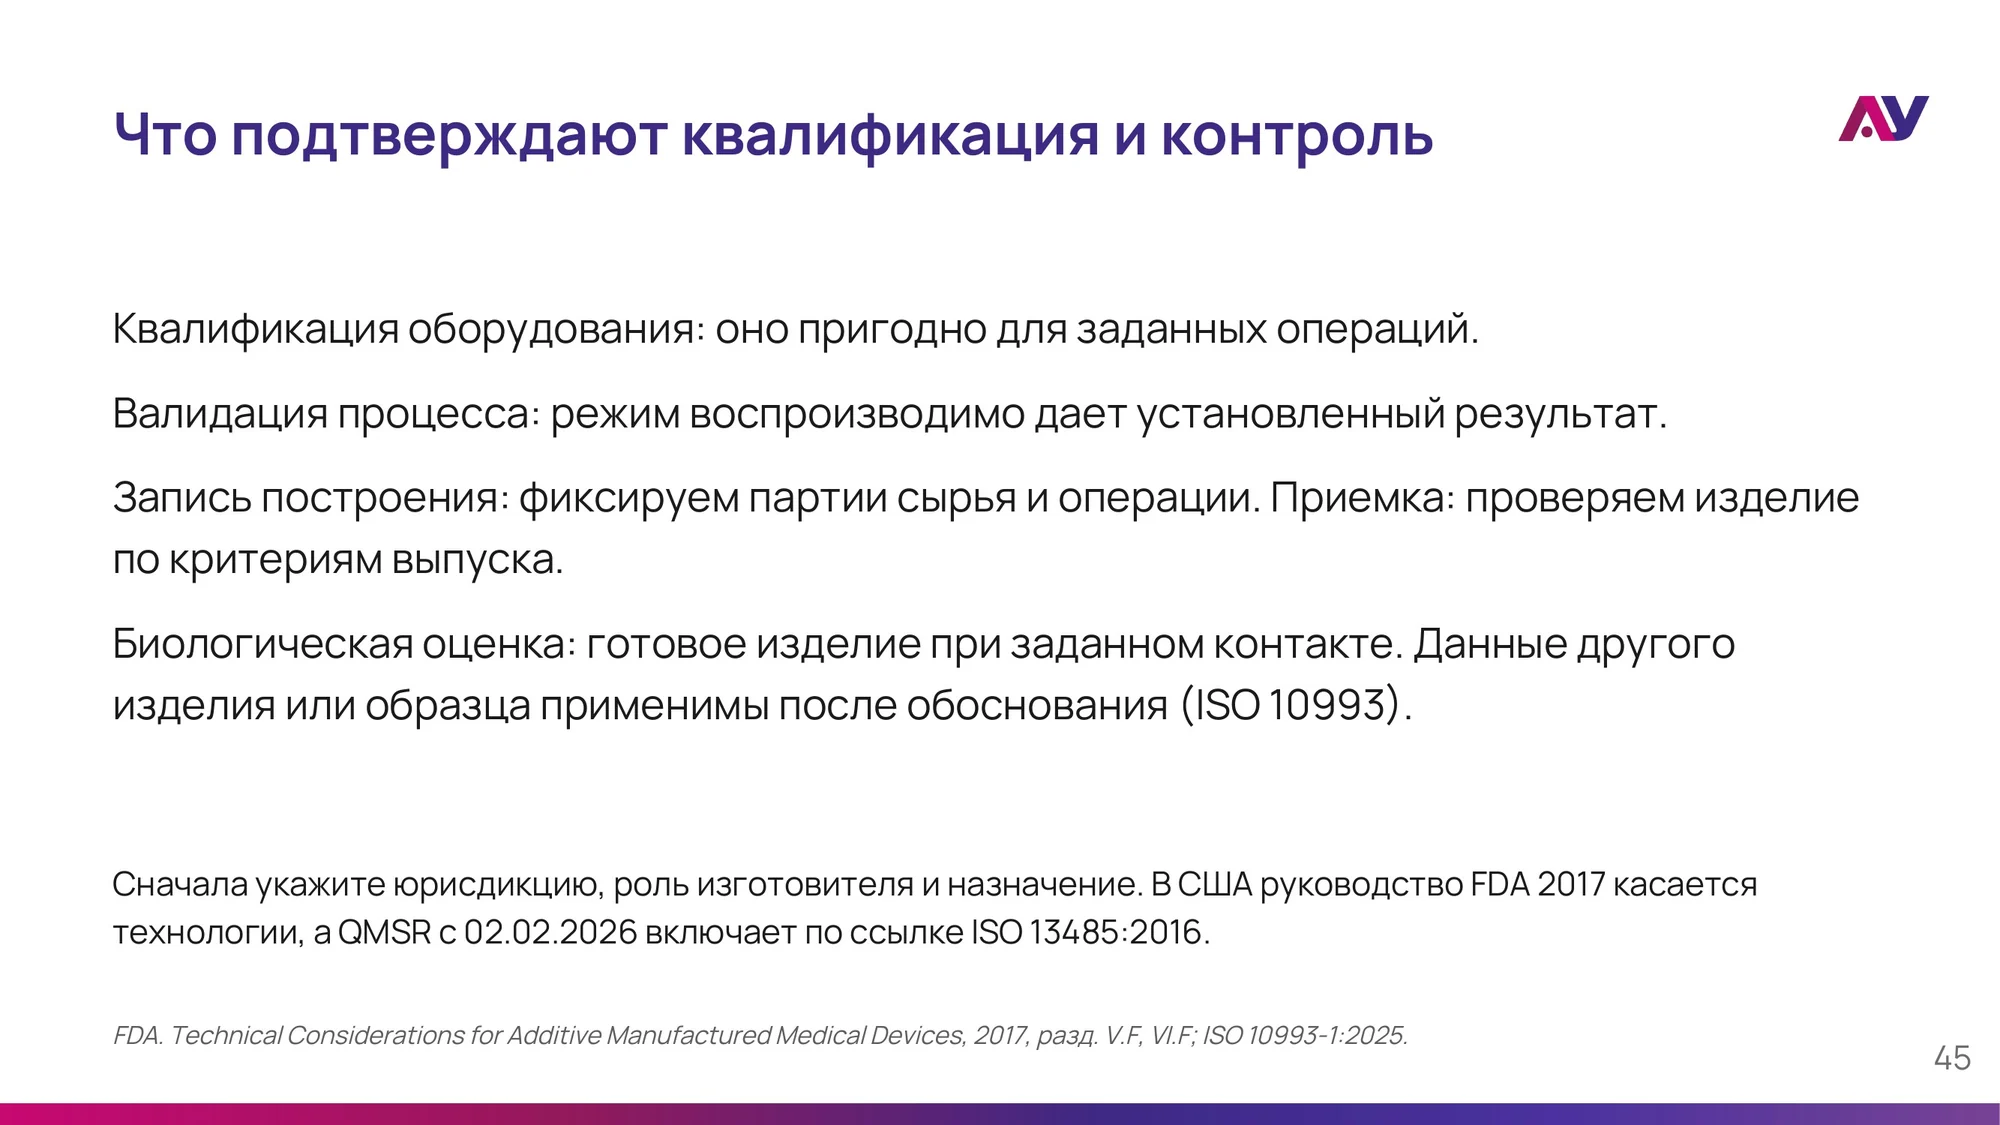 Что подтверждают квалификация и контроль
АУ
Квалификация оборудования: оно пригодно для заданных операций.
Валидация процесса: режим воспроизводимо дает установленный результат.
Запись построения: фиксируем партии сырья и операции. Приемка: проверяем изделие
по критериям выпуска.
Биологическая оценка: готовое изделие при заданном контакте. Данные другого
изделия или образца применимы после обоснования (ISO 10993).
Сначала укажите юрисдикцию, роль изготовителя и назначение. В США руководство FDA 2017 касается
технологии, а QMSR с 02.02.2026 включает по ссылке ISO 13485:2016.
FDA. Technical Considerations for Additive Manufactured Medical Devices, 2017, разд. V.F, VI.F; ISO 10993-1:2025.
45